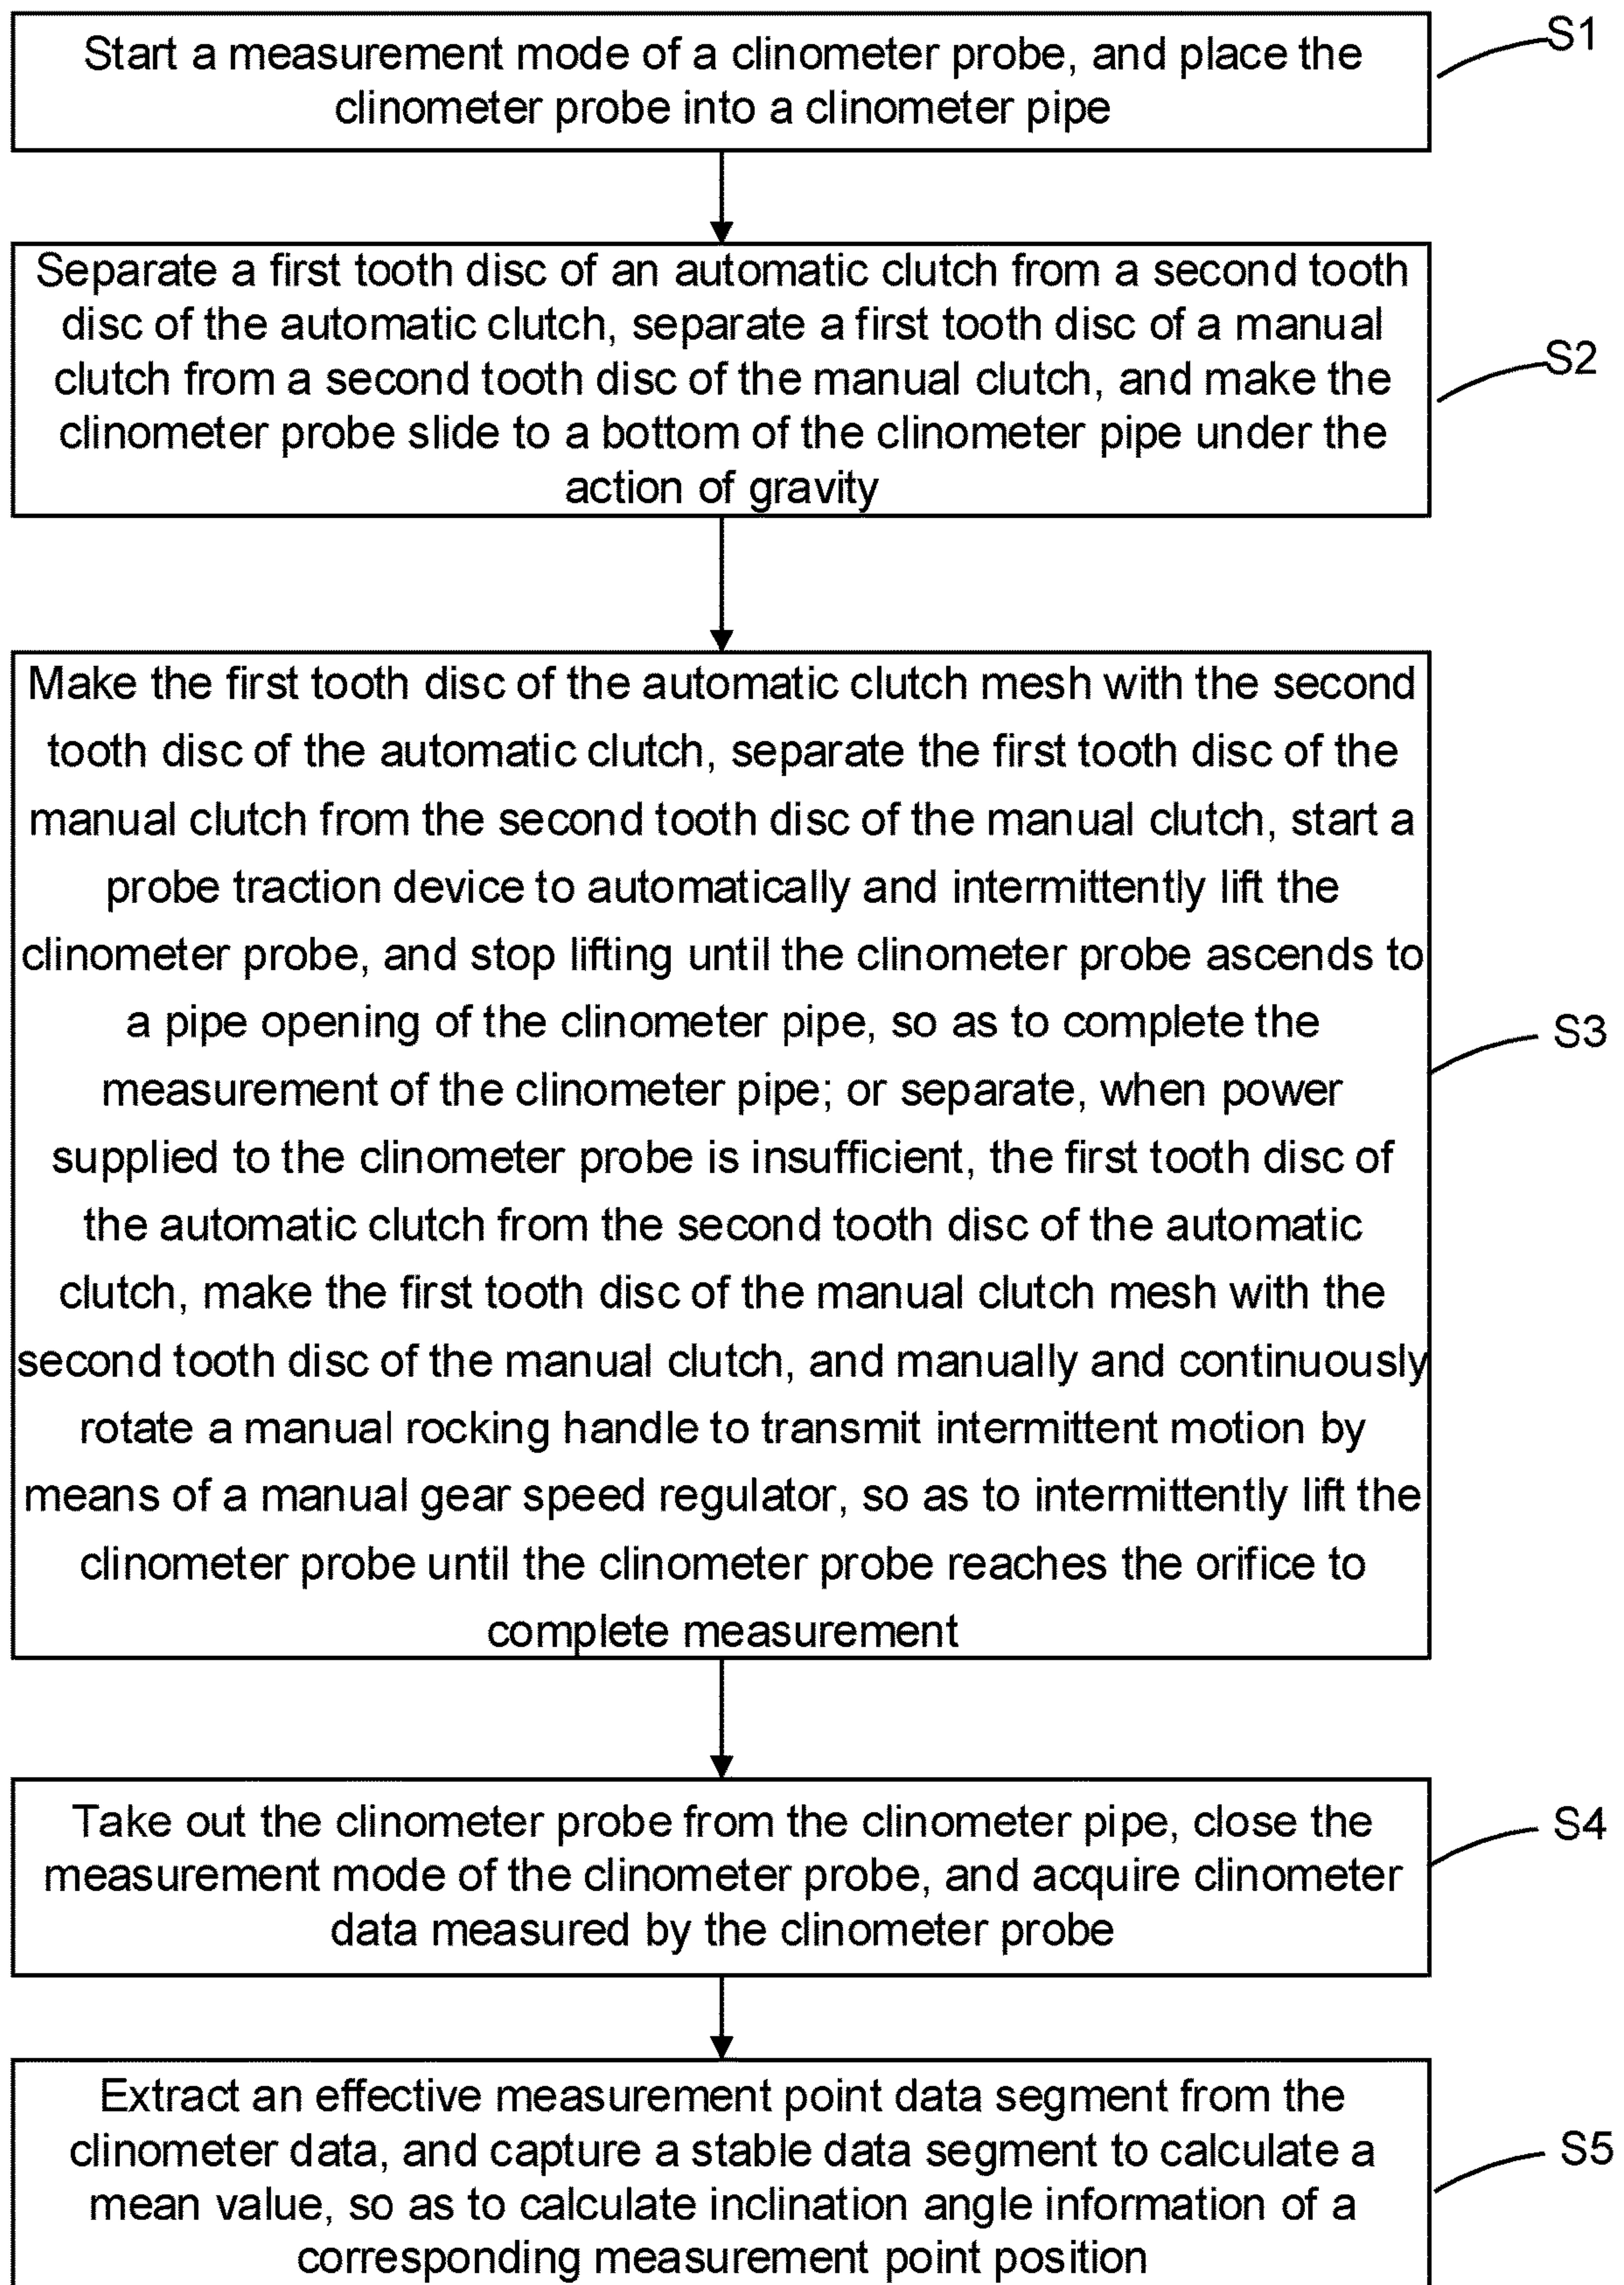 Start a measurement mode of a clinometer probe, and place the
clinometer probe into a clinometer pipe
S1
Separate a first tooth disc of an automatic clutch from a second tooth
disc of the automatic clutch, separate a first tooth disc of a manual
clutch from a second tooth disc of the manual clutch, and make the
clinometer probe slide to a bottom of the clinometer pipe under the
action of gravity
S2
Make the first tooth disc of the automatic clutch mesh with the second
tooth disc of the automatic clutch, separate the first tooth disc of the
manual clutch from the second tooth disc of the manual clutch, start a
probe traction device to automatically and intermittently lift the
clinometer probe, and stop lifting until the clinometer probe ascends to
a pipe opening of the clinometer pipe, so as to complete the
measurement of the clinometer pipe; or separate, when power
supplied to the clinometer probe is insufficient, the first tooth disc of
the automatic clutch from the second tooth disc of the automatic
clutch, make the first tooth disc of the manual clutch mesh with the
second tooth disc of the manual clutch, and manually and continuously
rotate a manual rocking handle to transmit intermittent motion by
means of a manual gear speed regulator, so as to intermittently lift the
clinometer probe until the clinometer probe reaches the orifice to
complete measurement
S3
Take out the clinometer probe from the clinometer pipe, close the
measurement mode of the clinometer probe, and acquire clinometer
data measured by the clinometer probe
S4
Extract an effective measurement point data segment from the
clinometer data, and capture a stable data segment to calculate a
mean value, so as to calculate inclination angle information of a
corresponding measurement point position
S5